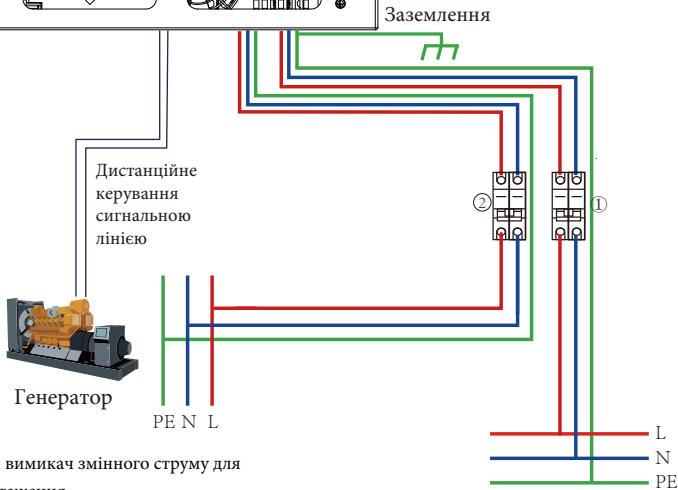 Заземлення
Дистанційне
керування
сигнальною
лінією
②
①
Генератор
PE N L
L
N
PE
вимикач змінного струму для